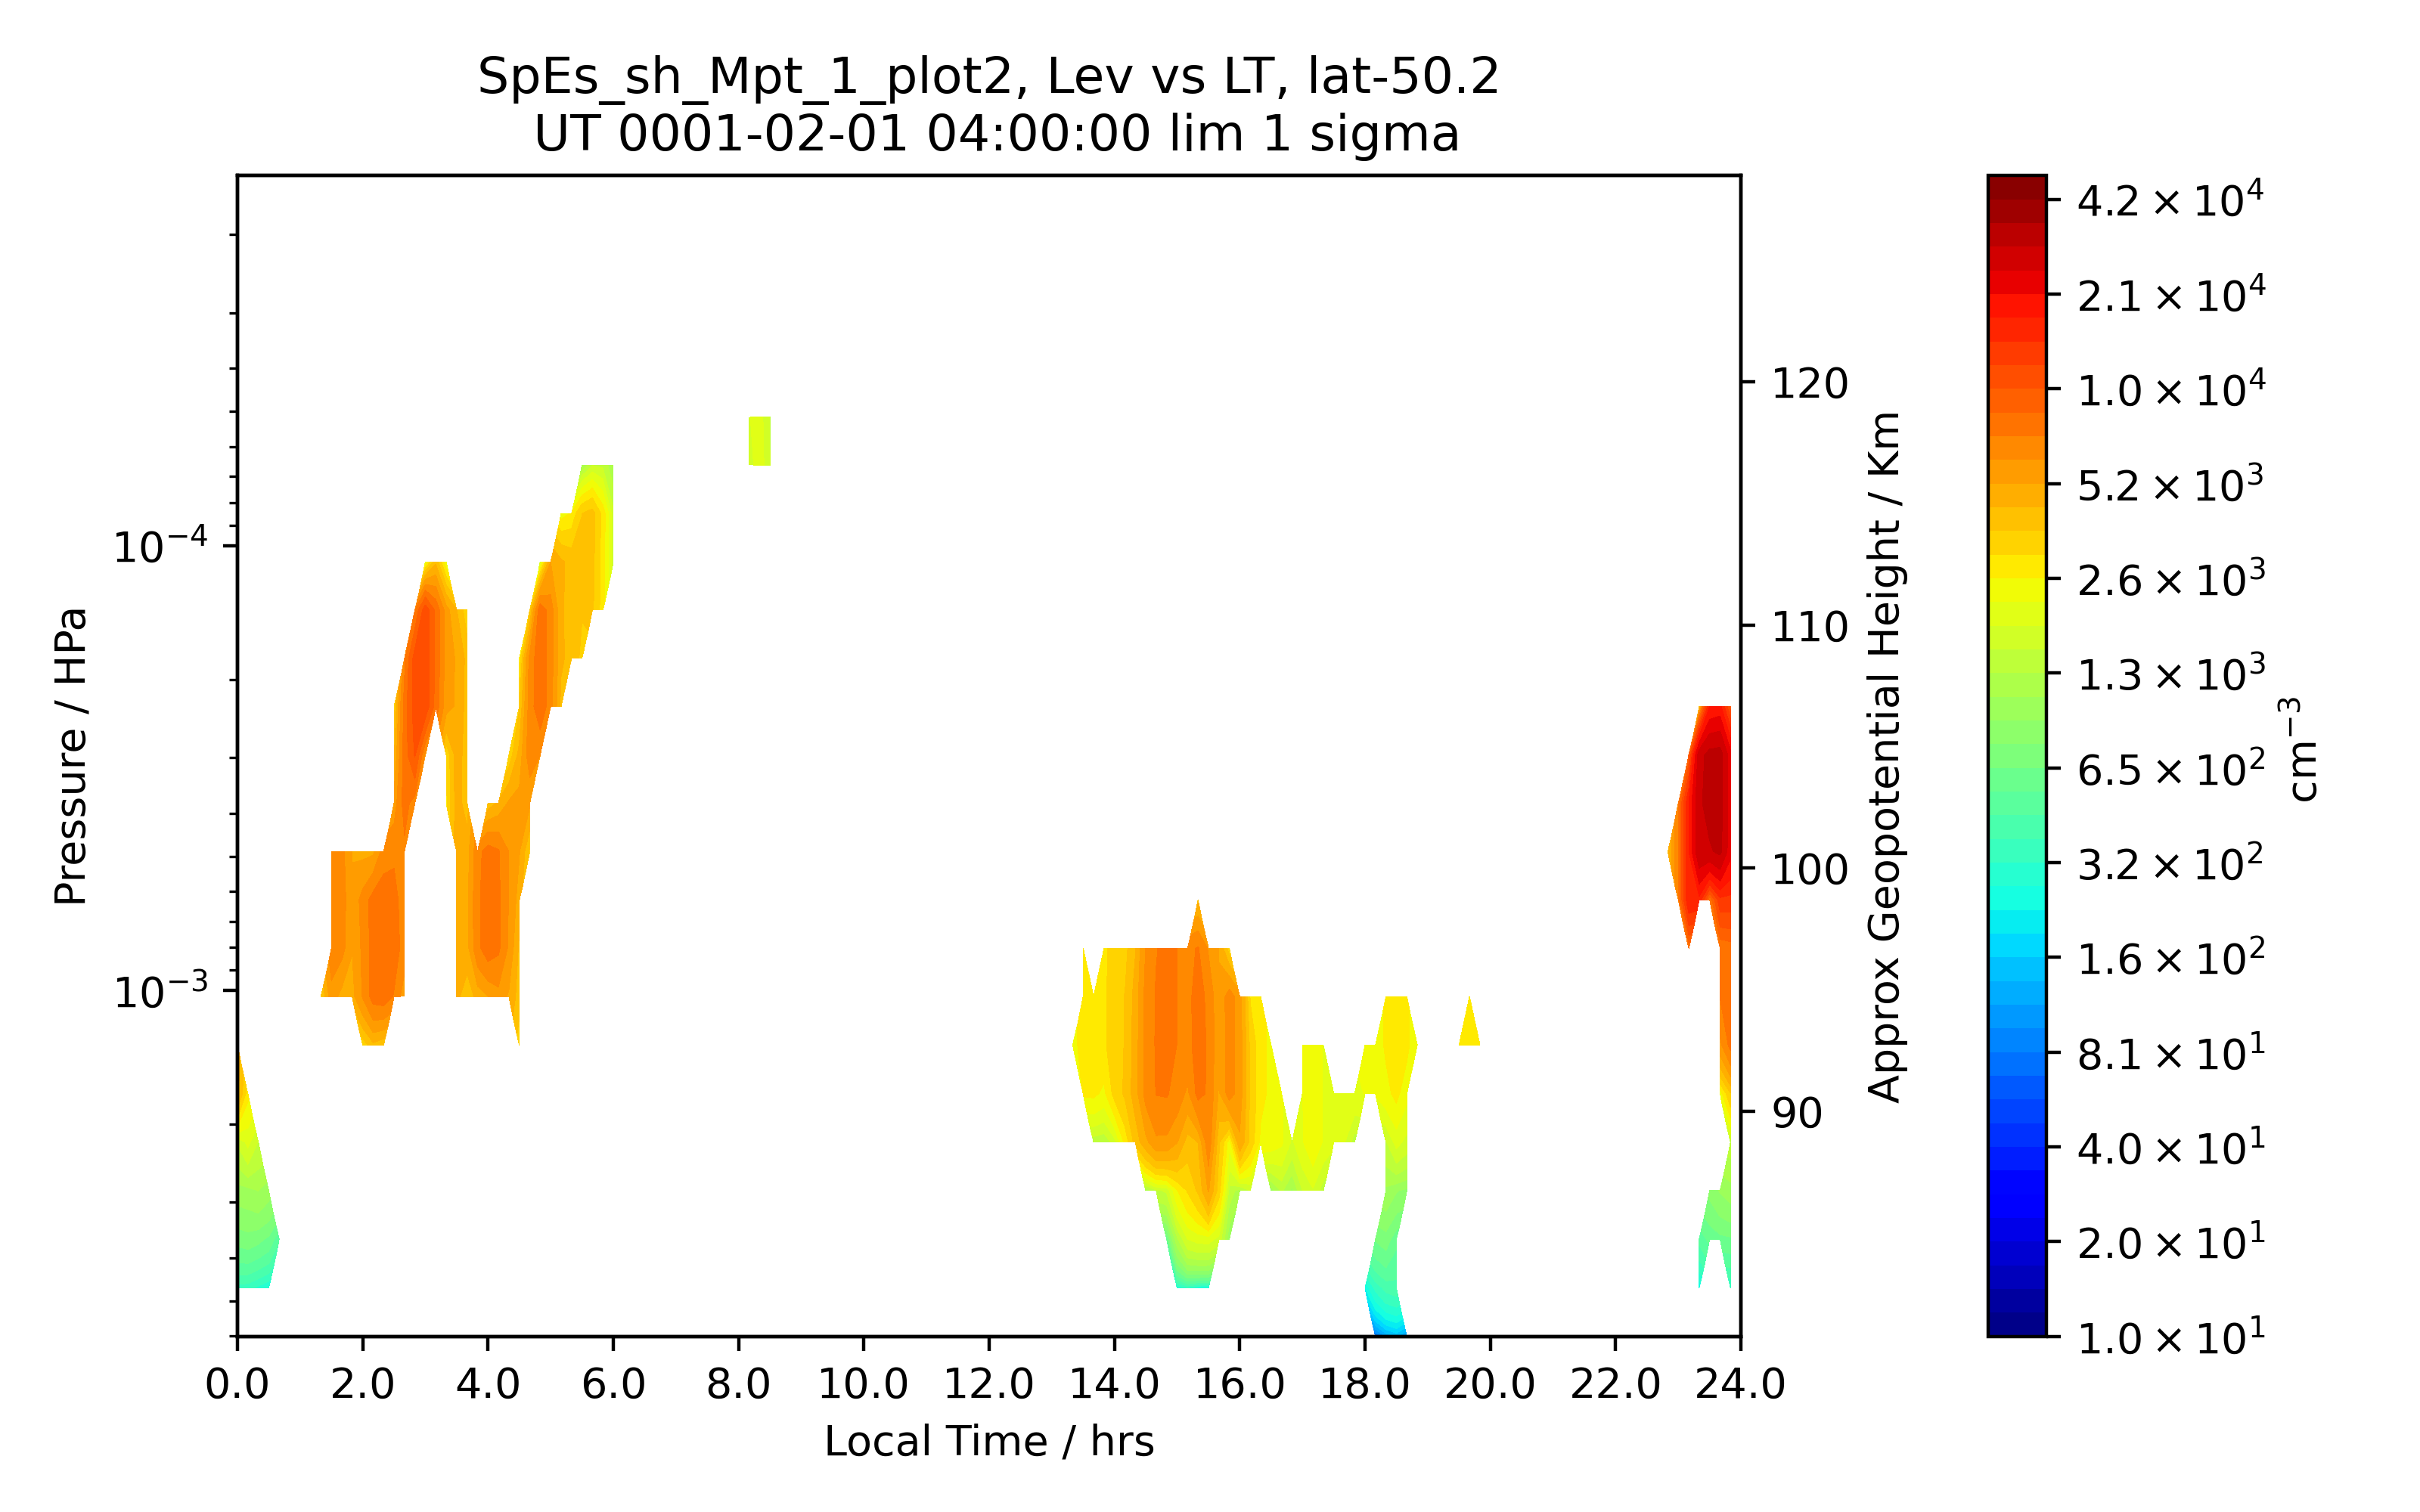 SpEs_sh_Mpt_1_plot2, Lev vs LT, lat-50.2
UT 0001-02-01 04:00:00 lim 1 sigma
Pressure / HPa
10⁻⁴
10⁻³
0.0 2.0 4.0 6.0 8.0 10.0 12.0 14.0 16.0 18.0 20.0 22.0 24.0
Local Time / hrs
120
110
100
90
Approx Geopotential Height / Km
4.2 × 10⁴
2.1 × 10⁴
1.0 × 10⁴
5.2 × 10³
2.6 × 10³
1.3 × 10³
6.5 × 10²
3.2 × 10²
1.6 × 10²
8.1 × 10¹
4.0 × 10¹
2.0 × 10¹
1.0 × 10¹
cm⁻³